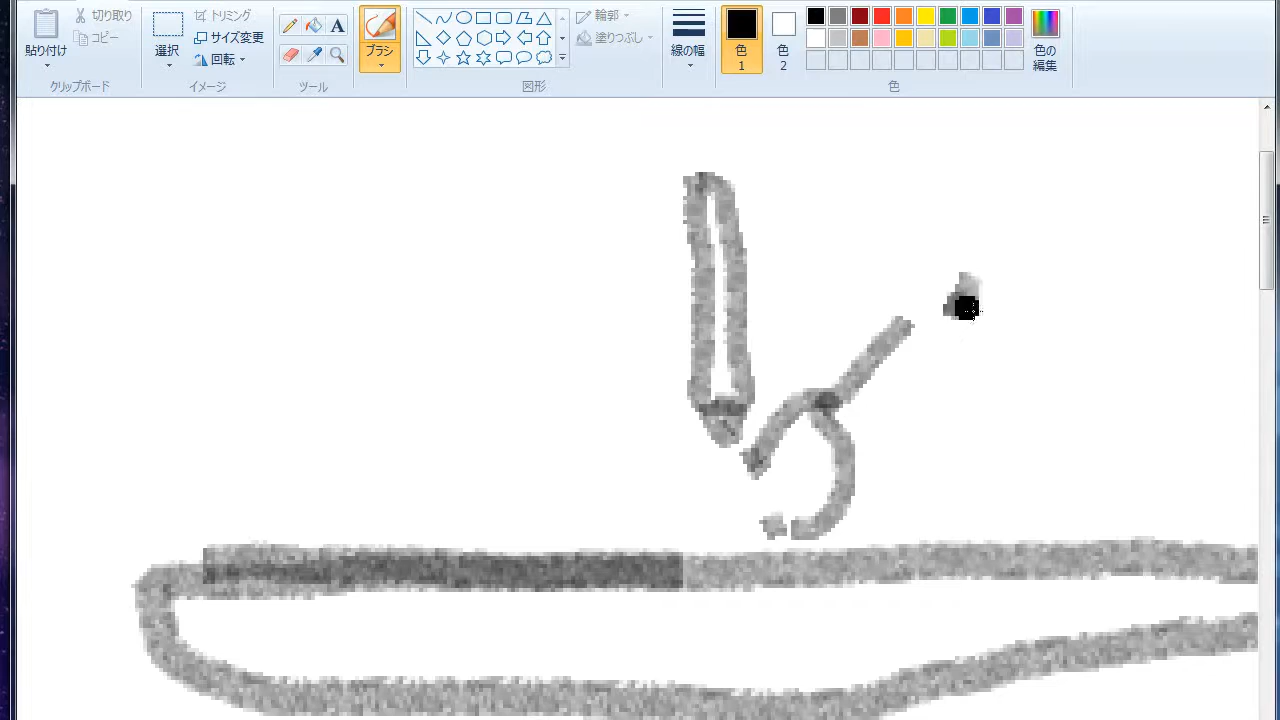 切り取り
コピー
貼り付け
クリップボード
選択
トリミング
サイズ変更
回転
イメージ
A
ツール
ブラシ
図形
輪郭
塗りつぶし
線の幅
色
1
色
2
色
色の
編集